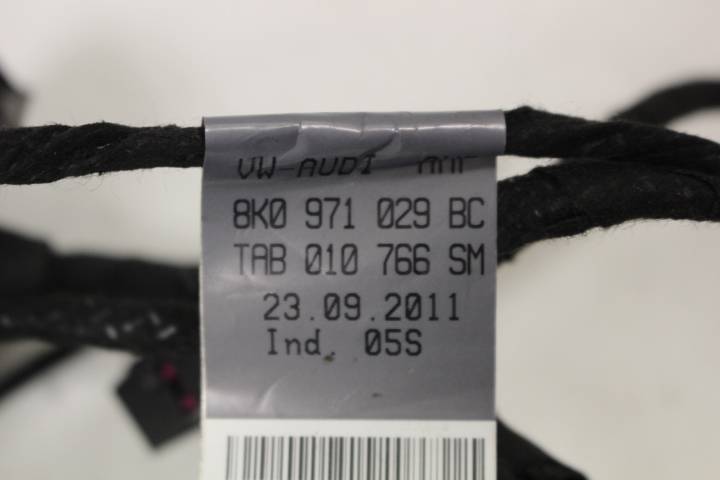 VW-AUDI
8K0 971 029 BC
TAB 010 766 SM
23.09.2011
Ind. 05S